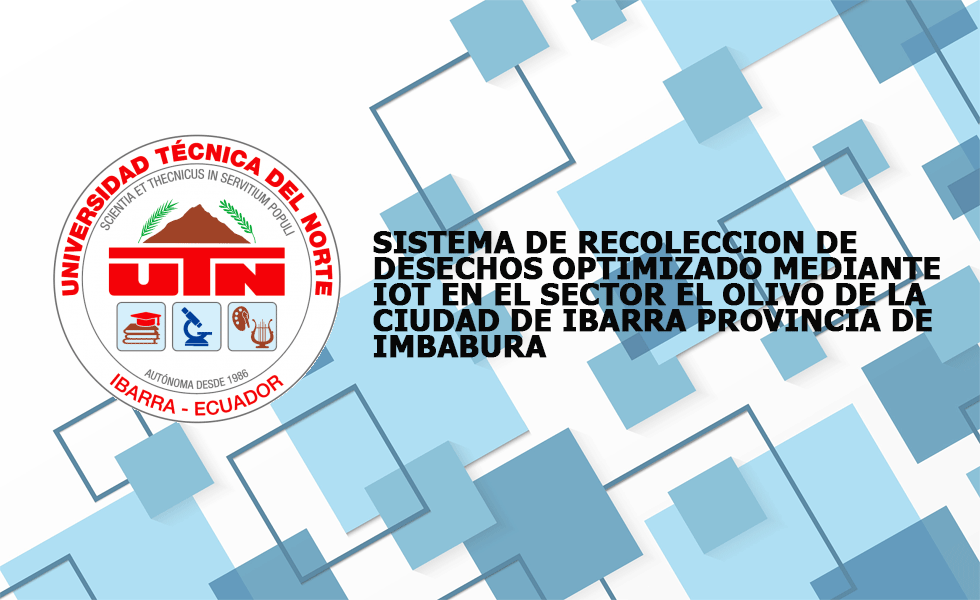 UNIVERSIDAD TÉCNICA DEL NORTE
SCIENTIA ET THECNICUS IN SERVITIUM POPULI
UTN
AUTÓNOMA DESDE 1986
IBARRA - ECUADOR
SISTEMA DE RECOLECCION DE
DESECHOS OPTIMIZADO MEDIANTE
IOT EN EL SECTOR EL OLIVO DE LA
CIUDAD DE IBARRA PROVINCIA DE
IMBABURA